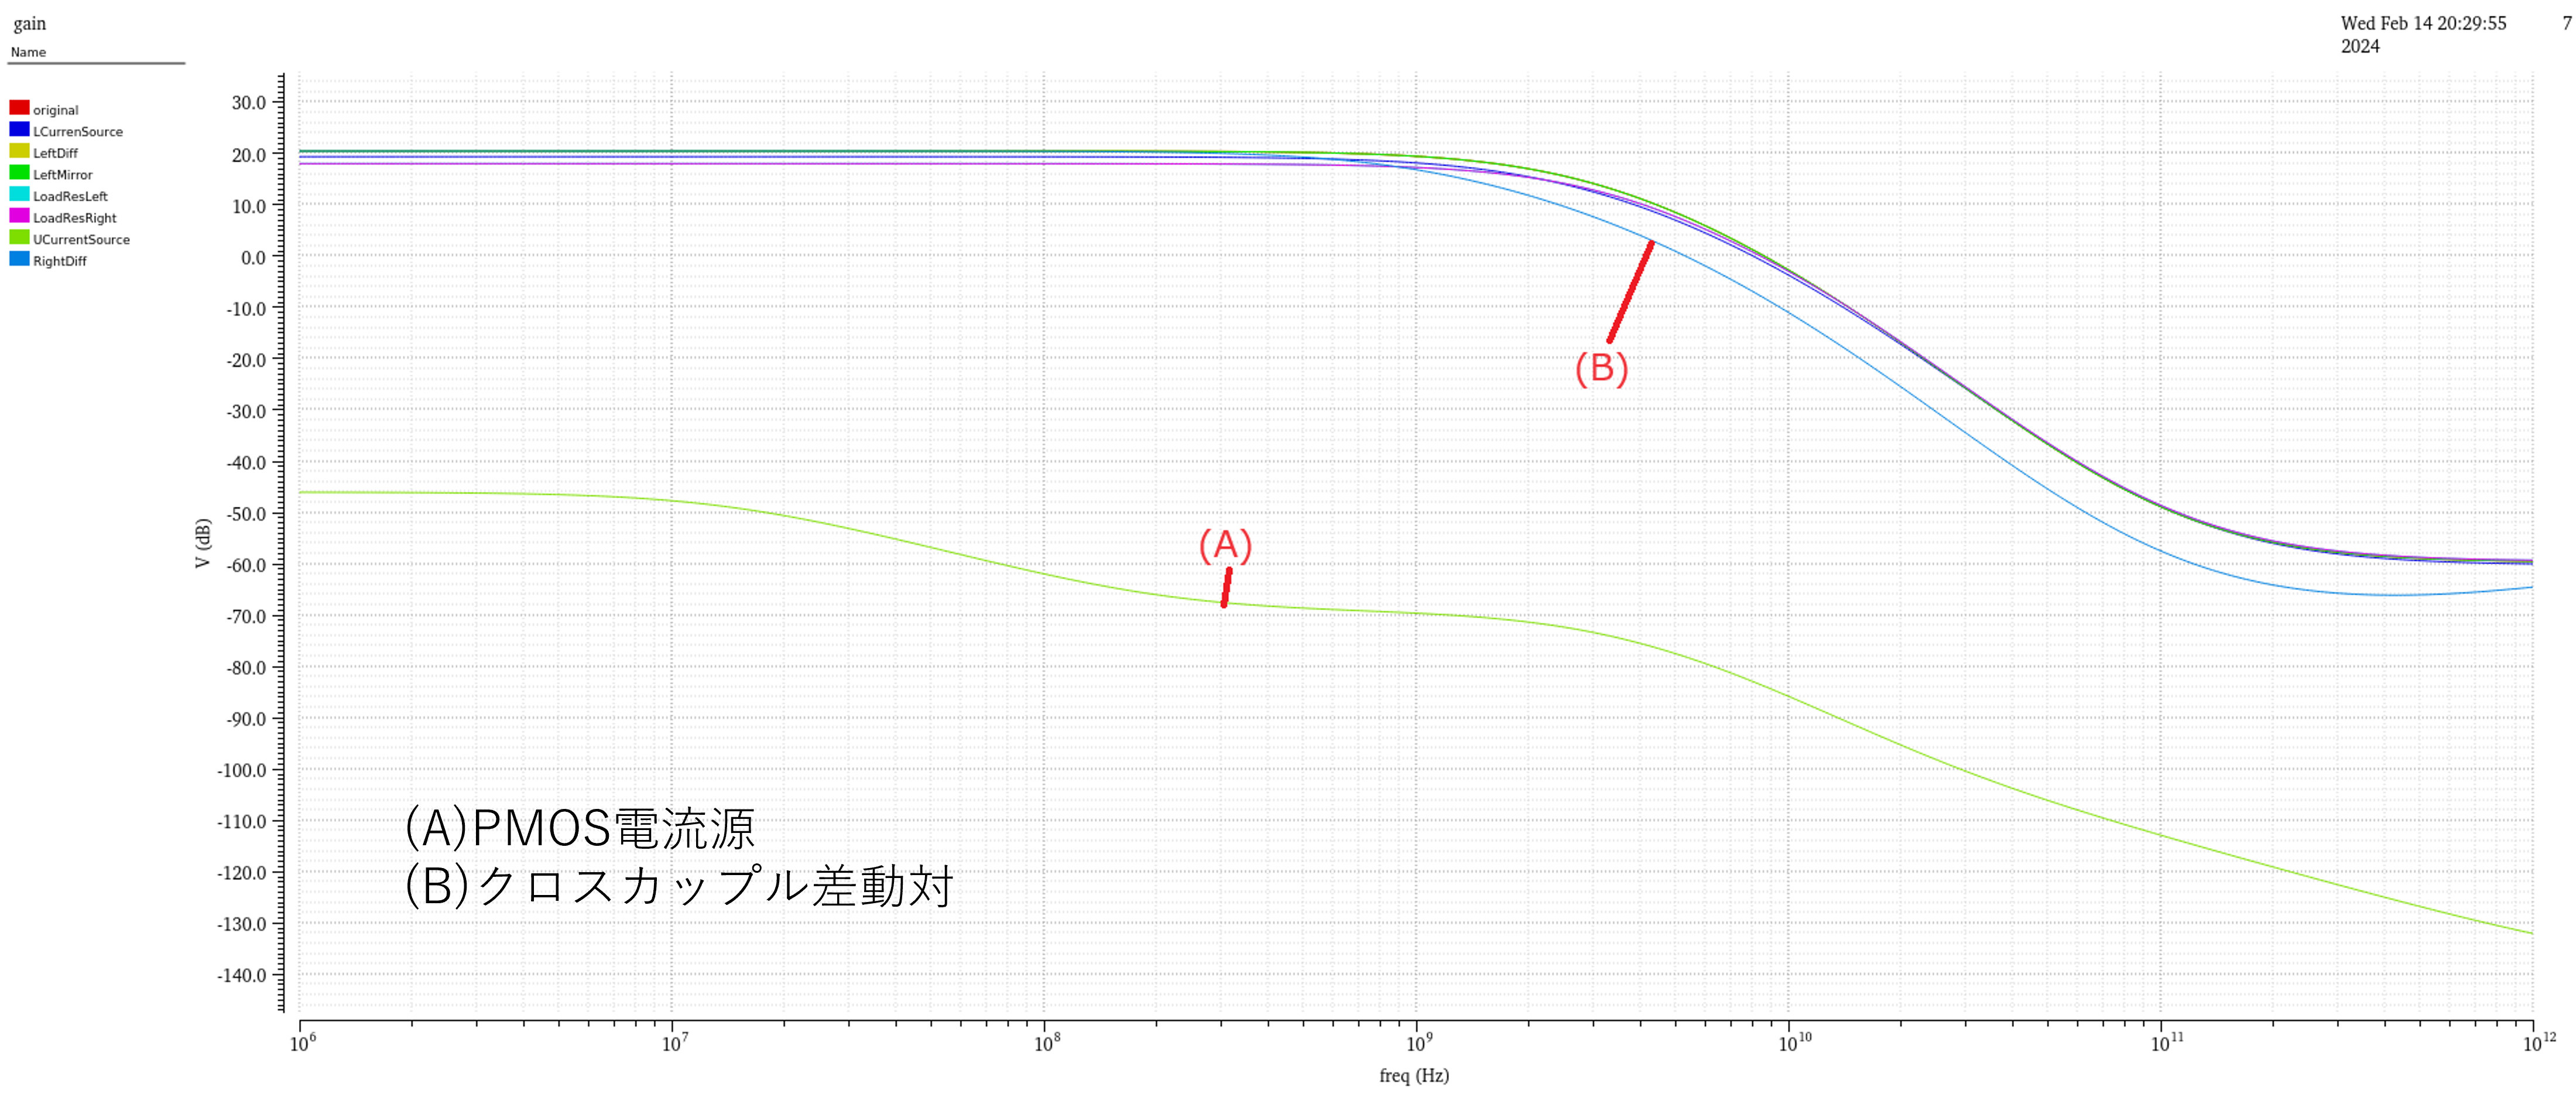 gain
Wed Feb 14 20:29:55 7
2024
Name
original
LCurrenSource
LeftDiff
LeftMirror
LoadResLeft
LoadResRight
UCurrentSource
RightDiff
30.0
20.0
10.0
0.0
-10.0
-20.0
-30.0
-40.0
-50.0
-60.0
-70.0
-80.0
-90.0
-100.0
-110.0
-120.0
-130.0
-140.0
V (dB)
(B)
(A)
(A)PMOS電流源
(B)クロスカップル差動対
10⁶ 10⁷ 10⁸ 10⁹ 10¹⁰ 10¹¹ 10¹²
freq (Hz)